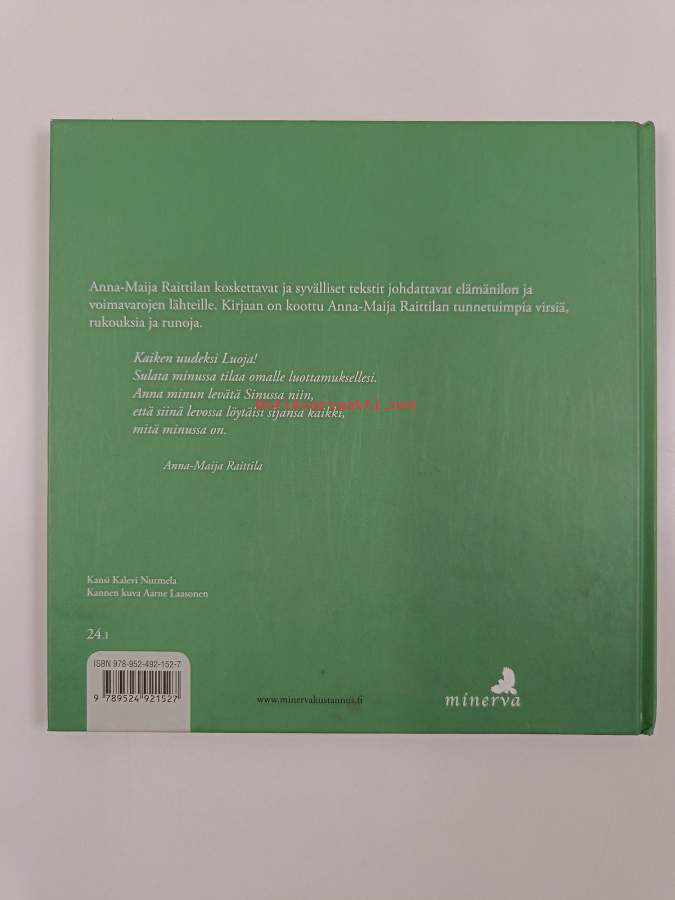 Anna-Maija Raittilan koskettavat ja syvälliset tekstit johdattavat elämänilon ja
voimavarojen lähteille. Kirjaan on koottu Anna-Maija Raittilan tunnetuimpia virsiä,
rukouksia ja runoja.
Kaiken uudeksi Luoja!
Sulata minussa tilaa omalle luottamuksellesi.
Anna minun levätä Sinussa niin,
Antikvariaatti.net
että siinä levossa löytäisi sijansa kaikki,
mitä minussa on.
Anna-Maija Raittila
Kansi Kalevi Nurmela
Kannen kuva Aarne Laasonen
24.1
ISBN 978-952-492-152-7
9 789524 921527
www.minervakustannus.fi
minerva